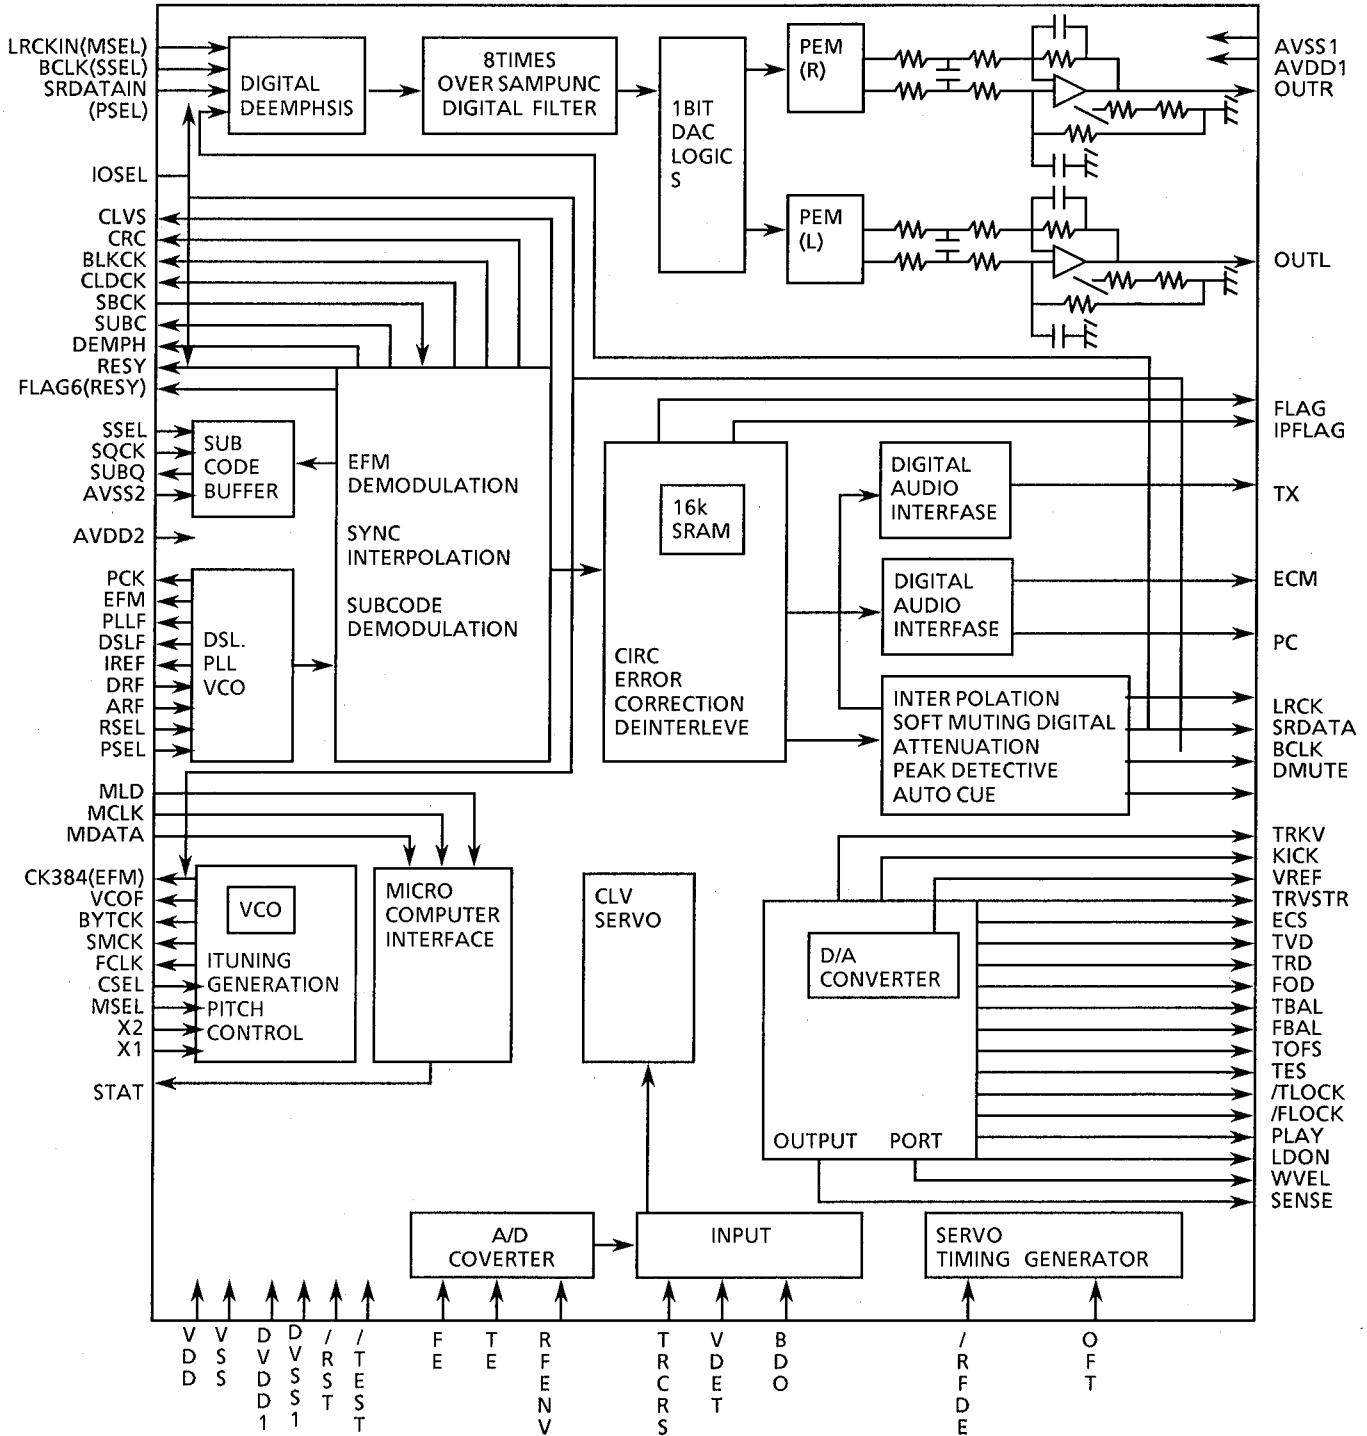 LRCKIN(MSEL)
BCLK(SSEL)
SRDATAIN
(PSEL)
IOSEL
CLVS
CRC
BLKCK
CLDCK
SBCK
SUBC
DEMPH
RESY
FLAG6(RESY)
SSEL
SQCK
SUBQ
AVSS2
AVDD2
PCK
EFM
PLLF
DSLF
IREF
DRF
ARF
RSEL
PSEL
MLD
MCLK
MDATA
CK384(EFM)
VCOF
BYTCK
SMCK
FCLK
CSEL
MSEL
X2
X1
STAT
DIGITAL
DEEMPHSIS
8TIMES
OVER SAMPUNC
DIGITAL FILTER
1BIT
DAC
LOGIC
S
PEM
(R)
PEM
(L)
SUB
CODE
BUFFER
EFM
DEMODULATION
SYNC
INTERPOLATION
SUBCODE
DEMODULATION
DSL.
PLL
VCO
16k
SRAM
CIRC
ERROR
CORRECTION
DEINTERLEVE
DIGITAL
AUDIO
INTERFASE
DIGITAL
AUDIO
INTERFASE
INTER POLATION
SOFT MUTING DIGITAL
ATTENUATION
PEAK DETECTIVE
AUTO CUE
VCO
ITUNING
GENERATION
PITCH
CONTROL
MICRO
COMPUTER
INTERFACE
CLV
SERVO
D/A
CONVERTER
OUTPUT PORT
A/D
COVERTER
INPUT
SERVO
TIMING GENERATOR
AVSS1
AVDD1
OUTR
OUTL
FLAG
IPFLAG
TX
ECM
PC
LRCK
SRDATA
BCLK
DMUTE
TRKV
KICK
VREF
TRVSTR
ECS
TVD
TRD
FOD
TBAL
FBAL
TOFS
TES
/TLOCK
/FLOCK
PLAY
LDON
WVEL
SENSE
VDD
VSS
DVDD1
DVSS1
/RST
/TEST
FE
TE
RFENV
TRCRS
VDET
BDO
/RFDE
OFT